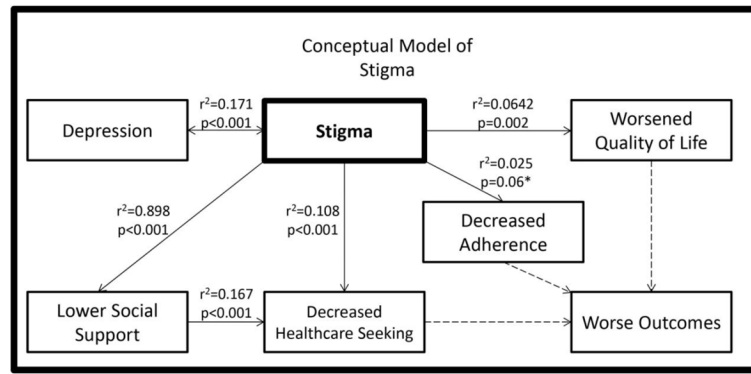 Conceptual Model of
Stigma
Depression
r²=0.171
p<0.001
Stigma
r²=0.0642
p=0.002
Worsened
Quality of Life
r²=0.025
p=0.06*
r²=0.898
p<0.001
r²=0.108
p<0.001
Decreased
Adherence
Lower Social
Support
r²=0.167
p<0.001
Decreased
Healthcare Seeking
Worse Outcomes